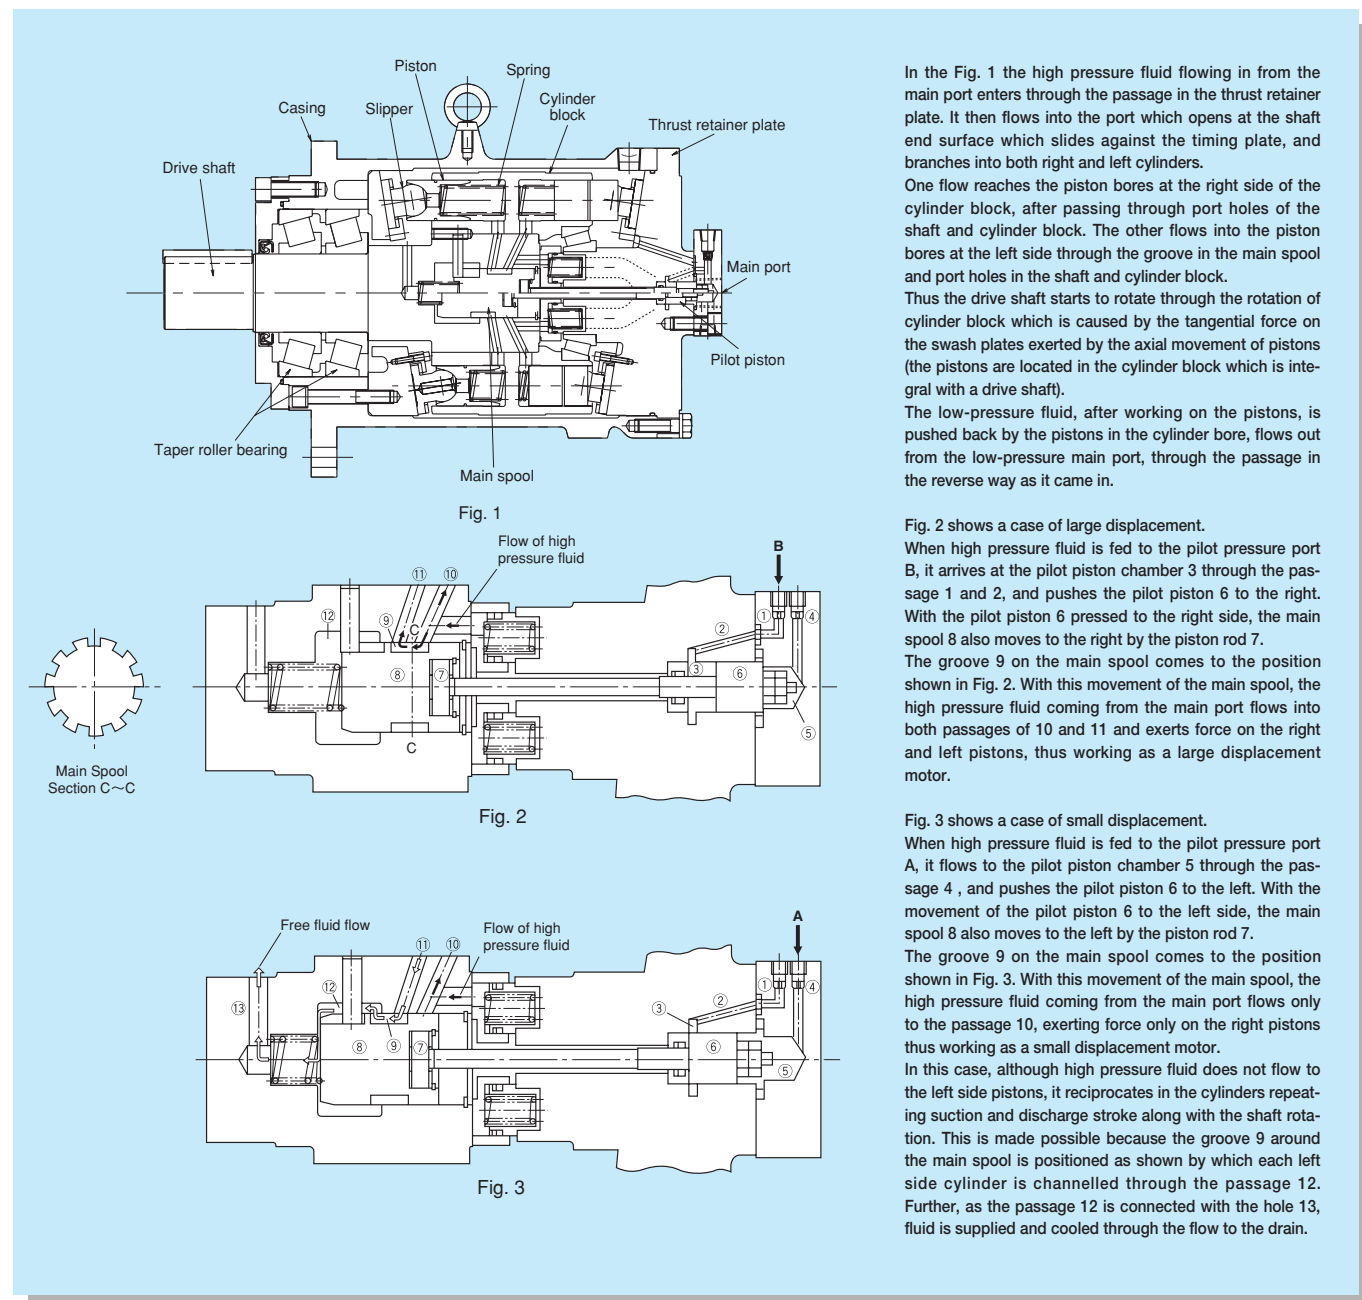 Piston
Spring
Casing
Slipper
Cylinder
block
Thrust retainer plate
Drive shaft
Main port
Pilot piston
Taper roller bearing
Main spool
Fig. 1
Flow of high
pressure fluid
B
⑪ ⑩
⑫ ⑨ C
① ④
②
③ ⑥
⑧ ⑦
⑤
C
Main Spool
Section C～C
Fig. 2
A
Free fluid flow
Flow of high
pressure fluid
⑪ ⑩
⑬ ⑫
① ④
②
③
⑧ ⑨ ⑦ ⑥
⑤
Fig. 3
In the Fig. 1 the high pressure fluid flowing in from the
main port enters through the passage in the thrust retainer
plate. It then flows into the port which opens at the shaft
end surface which slides against the timing plate, and
branches into both right and left cylinders.
One flow reaches the piston bores at the right side of the
cylinder block, after passing through port holes of the
shaft and cylinder block. The other flows into the piston
bores at the left side through the groove in the main spool
and port holes in the shaft and cylinder block.
Thus the drive shaft starts to rotate through the rotation of
cylinder block which is caused by the tangential force on
the swash plates exerted by the axial movement of pistons
(the pistons are located in the cylinder block which is inte-
gral with a drive shaft).
The low-pressure fluid, after working on the pistons, is
pushed back by the pistons in the cylinder bore, flows out
from the low-pressure main port, through the passage in
the reverse way as it came in.
Fig. 2 shows a case of large displacement.
When high pressure fluid is fed to the pilot pressure port
B, it arrives at the pilot piston chamber 3 through the pas-
sage 1 and 2, and pushes the pilot piston 6 to the right.
With the pilot piston 6 pressed to the right side, the main
spool 8 also moves to the right by the piston rod 7.
The groove 9 on the main spool comes to the position
shown in Fig. 2. With this movement of the main spool, the
high pressure fluid coming from the main port flows into
both passages of 10 and 11 and exerts force on the right
and left pistons, thus working as a large displacement
motor.
Fig. 3 shows a case of small displacement.
When high pressure fluid is fed to the pilot pressure port
A, it flows to the pilot piston chamber 5 through the pas-
sage 4 , and pushes the pilot piston 6 to the left. With the
movement of the pilot piston 6 to the left side, the main
spool 8 also moves to the left by the piston rod 7.
The groove 9 on the main spool comes to the position
shown in Fig. 3. With this movement of the main spool, the
high pressure fluid coming from the main port flows only
to the passage 10, exerting force only on the right pistons
thus working as a small displacement motor.
In this case, although high pressure fluid does not flow to
the left side pistons, it reciprocates in the cylinders repeat-
ing suction and discharge stroke along with the shaft rota-
tion. This is made possible because the groove 9 around
the main spool is positioned as shown by which each left
side cylinder is channelled through the passage 12.
Further, as the passage 12 is connected with the hole 13,
fluid is supplied and cooled through the flow to the drain.